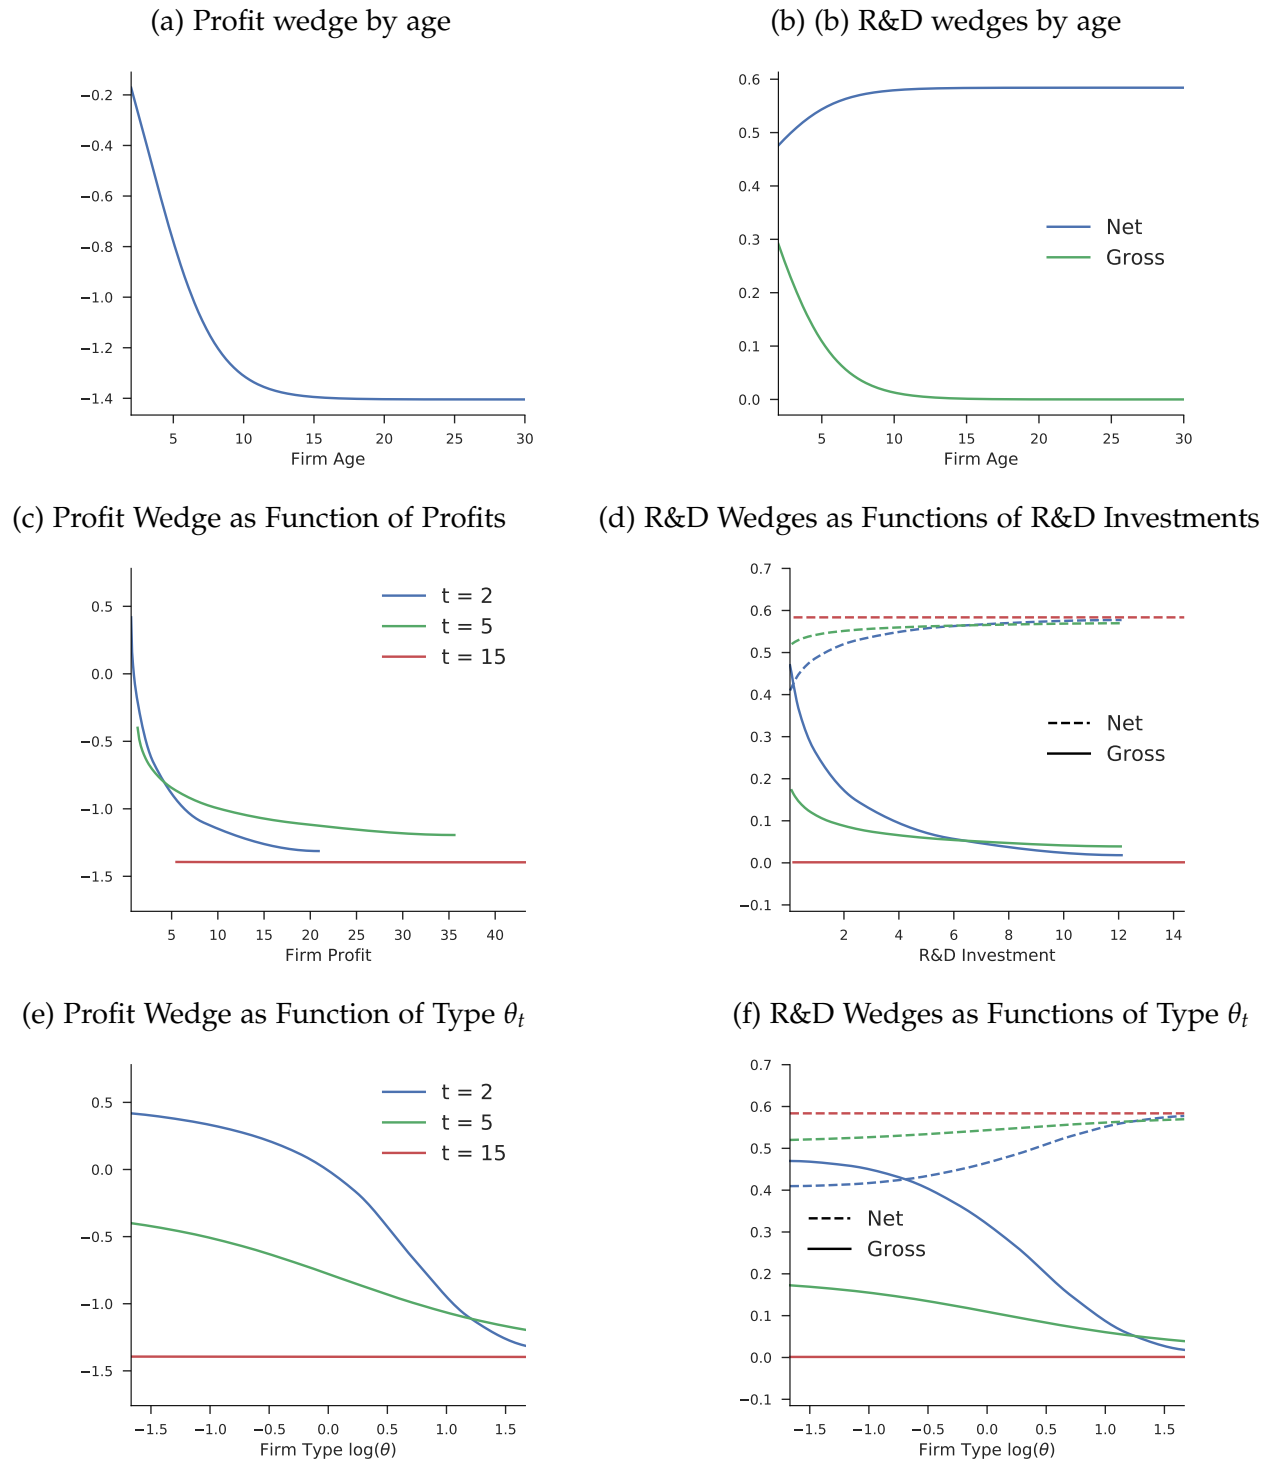 (a) Profit wedge by age
−0.2
−0.4
−0.6
−0.8
−1.0
−1.2
−1.4
5 10 15 20 25 30
Firm Age
(b) (b) R&D wedges by age
0.6
0.5
0.4
0.3
0.2
0.1
0.0
Net
Gross
5 10 15 20 25 30
Firm Age
(c) Profit Wedge as Function of Profits
0.5
0.0
−0.5
−1.0
−1.5
t = 2
t = 5
t = 15
5 10 15 20 25 30 35 40
Firm Profit
(d) R&D Wedges as Functions of R&D Investments
0.7
0.6
0.5
0.4
0.3
0.2
0.1
0.0
−0.1
Net
Gross
2 4 6 8 10 12 14
R&D Investment
(e) Profit Wedge as Function of Type θt
0.5
0.0
−0.5
−1.0
−1.5
t = 2
t = 5
t = 15
−1.5 −1.0 −0.5 0.0 0.5 1.0 1.5
Firm Type log(θ)
(f) R&D Wedges as Functions of Type θt
0.7
0.6
0.5
0.4
0.3
0.2
0.1
0.0
−0.1
Net
Gross
−1.5 −1.0 −0.5 0.0 0.5 1.0 1.5
Firm Type log(θ)